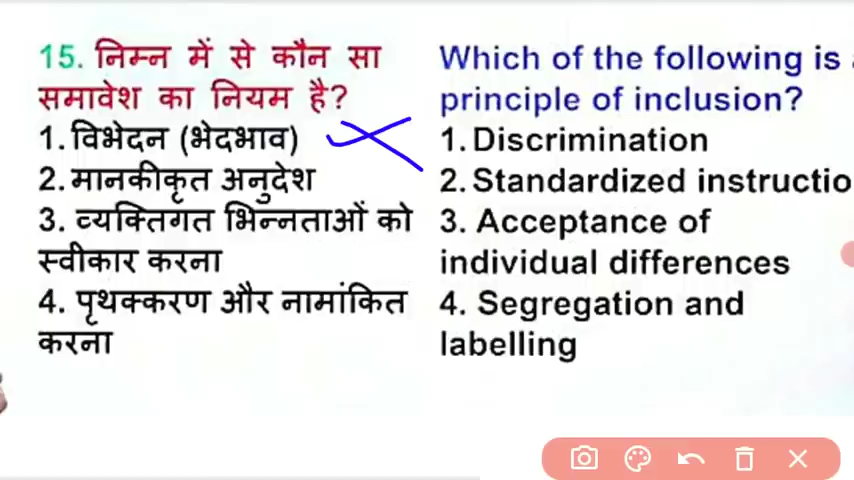 15. निम्न में से कौन सा
समावेश का नियम है?
1. विभेदन (भेदभाव)
2. मानकीकृत अनुदेश
3. व्यक्तिगत भिन्नताओं को
स्वीकार करना
4. पृथक्करण और नामांकित
करना
Which of the following is a
principle of inclusion?
1. Discrimination
2. Standardized instructio
3. Acceptance of
individual differences
4. Segregation and
labelling